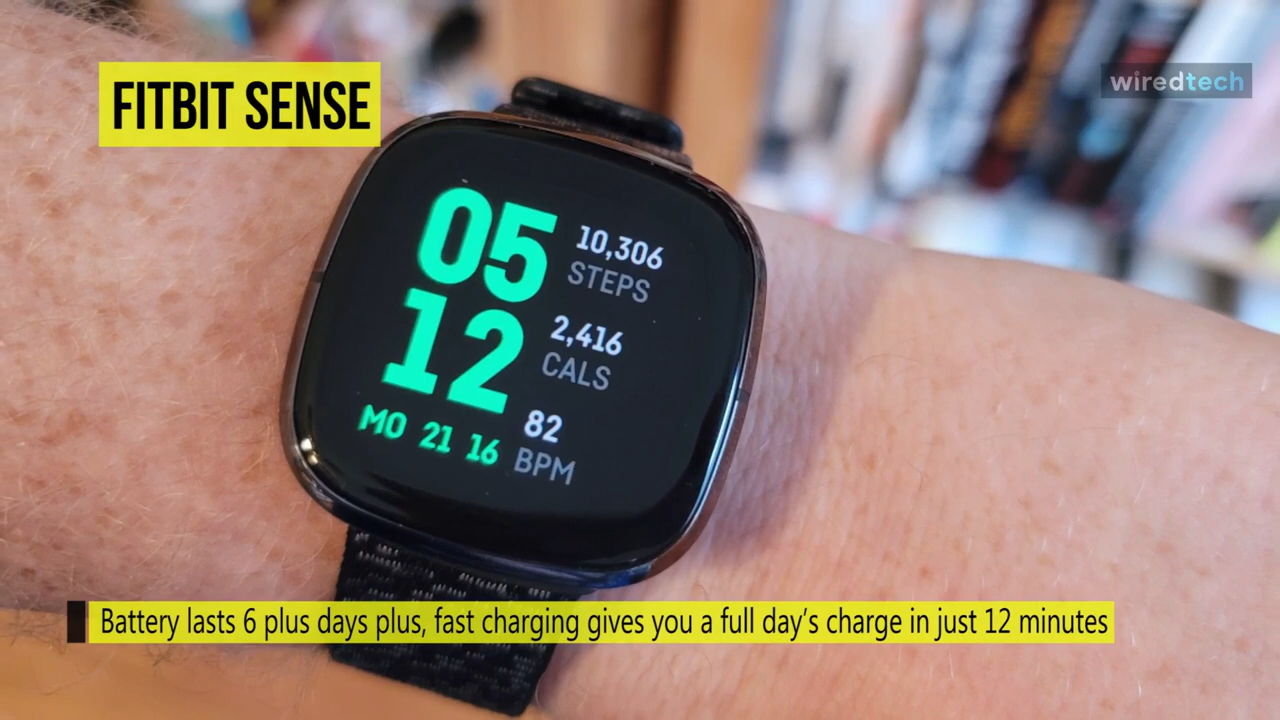 FITBIT SENSE
wiredtech
05
12
MO 21 16
10,306
STEPS
2,416
CALS
82
BPM
Battery lasts 6 plus days plus, fast charging gives you a full day’s charge in just 12 minutes